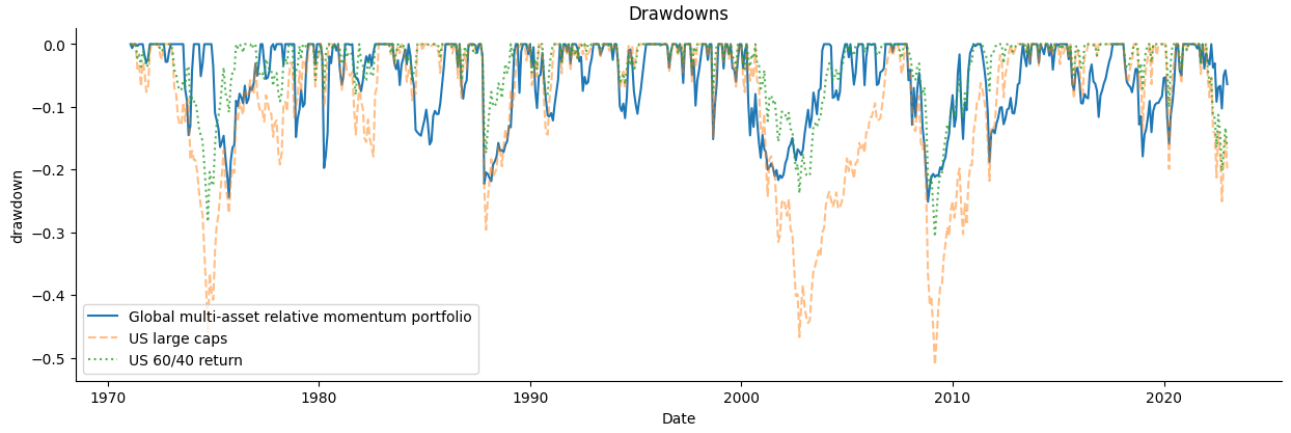 Drawdowns
0.0
−0.1
−0.2
−0.3
−0.4
−0.5
drawdown
Global multi-asset relative momentum portfolio
US large caps
US 60/40 return
1970
1980
1990
2000
2010
2020
Date